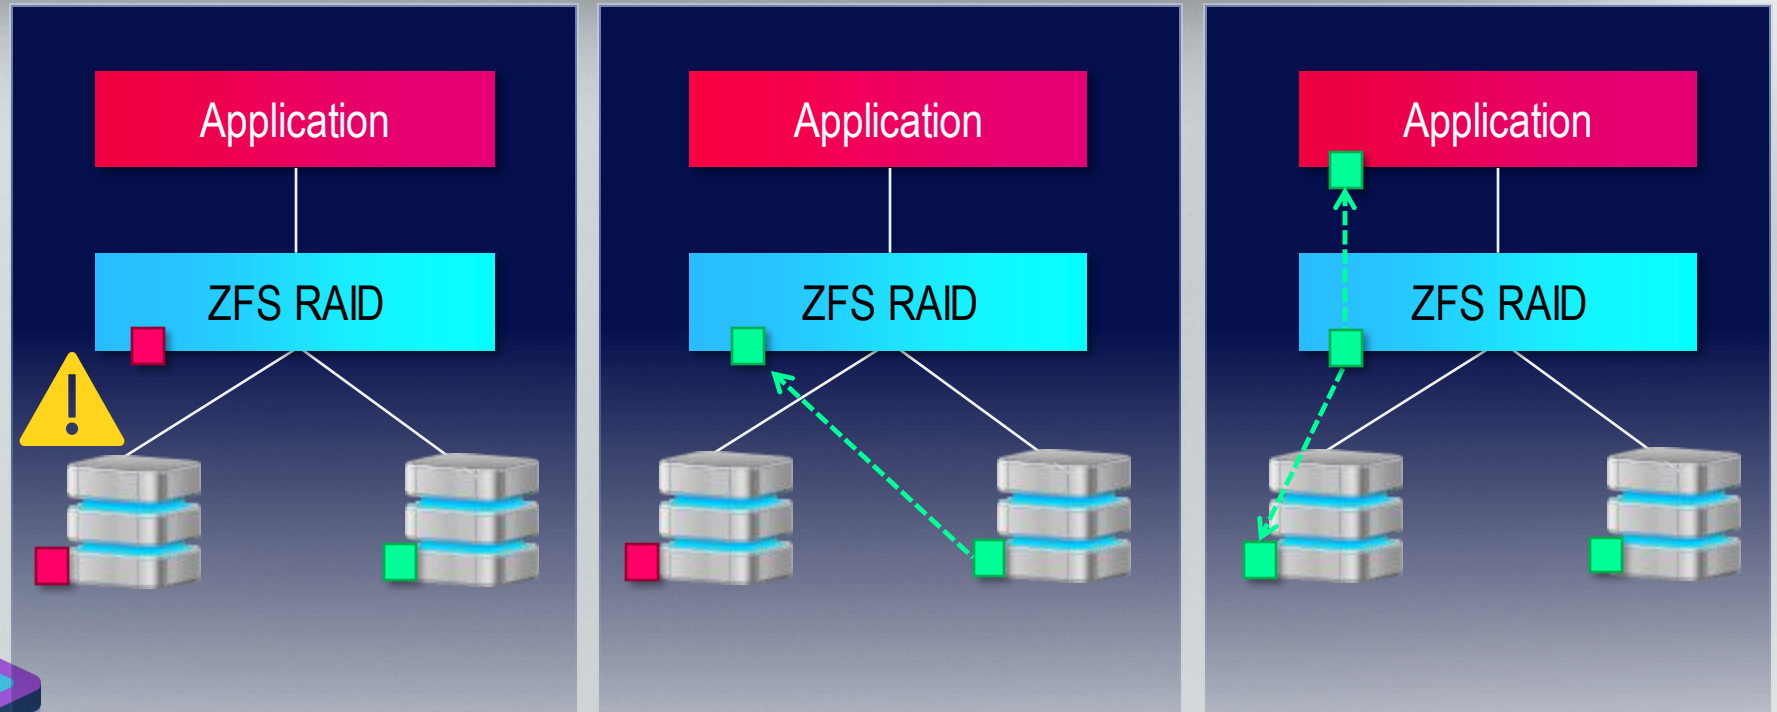 Application
ZFS RAID
Application
ZFS RAID
Application
ZFS RAID